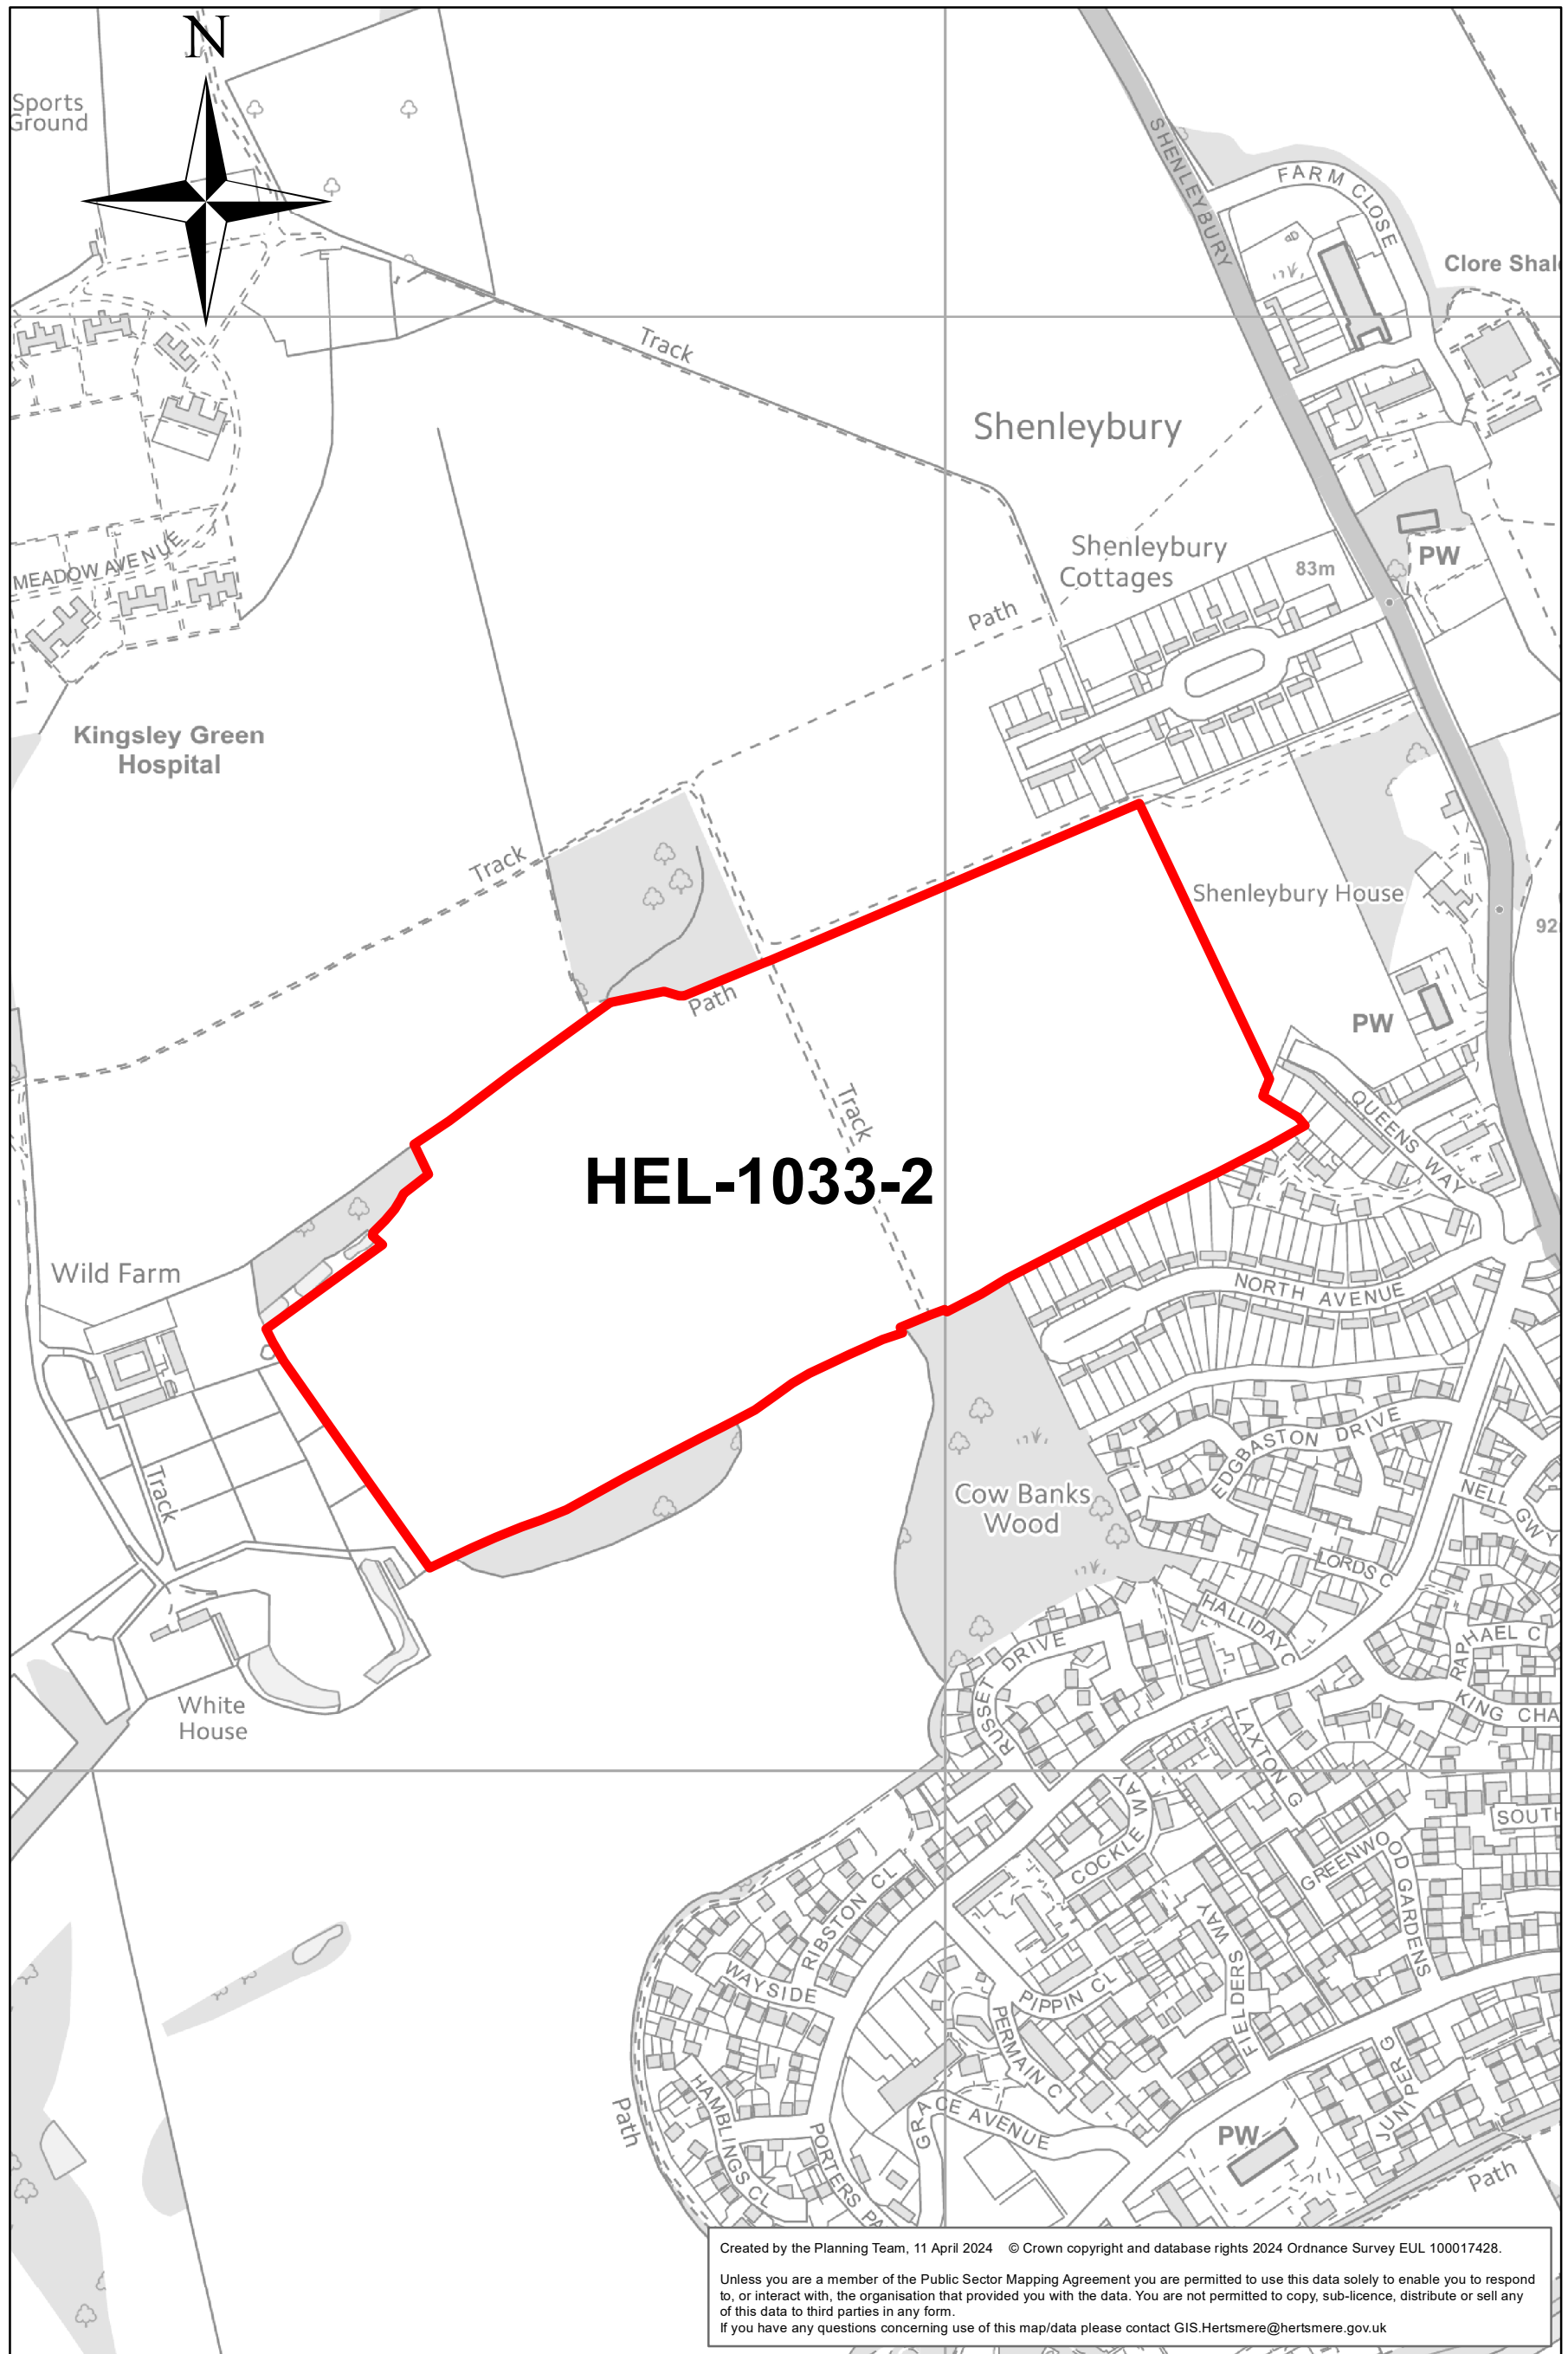 N
Sports
Ground
SHENLEYBURY
FARM CLOSE
Clore Shal
Track
Shenleybury
Shenleybury
Cottages
83m
PW
MEADOW AVENUE
Path
Kingsley Green
Hospital
Track
Shenleybury House
92
Path
PW
Track
QUEENS WAY
HEL-1033-2
Wild Farm
NORTH AVENUE
Track
EDGBASTON DRIVE
Cow Banks
Wood
NELL GWY
LORDS C
HALLIDAY C
RAPHAEL C
RUSSET DRIVE
KING CHA
White
House
LAXTON G
COCKLE WAY
SOUTH
GREENWOOD GARDENS
RIBSTON CL
WAYSIDE
FIELDERS WAY
PIPPIN CL
PERMAIN C
HAMBLINGS CL
Path
PORTERS PA
GRACE AVENUE
PW
JUNIPER G
Path
Created by the Planning Team, 11 April 2024 © Crown copyright and database rights 2024 Ordnance Survey EUL 100017428.
Unless you are a member of the Public Sector Mapping Agreement you are permitted to use this data solely to enable you to respond
to, or interact with, the organisation that provided you with the data. You are not permitted to copy, sub-licence, distribute or sell any
of this data to third parties in any form.
If you have any questions concerning use of this map/data please contact GIS.Hertsmere@hertsmere.gov.uk